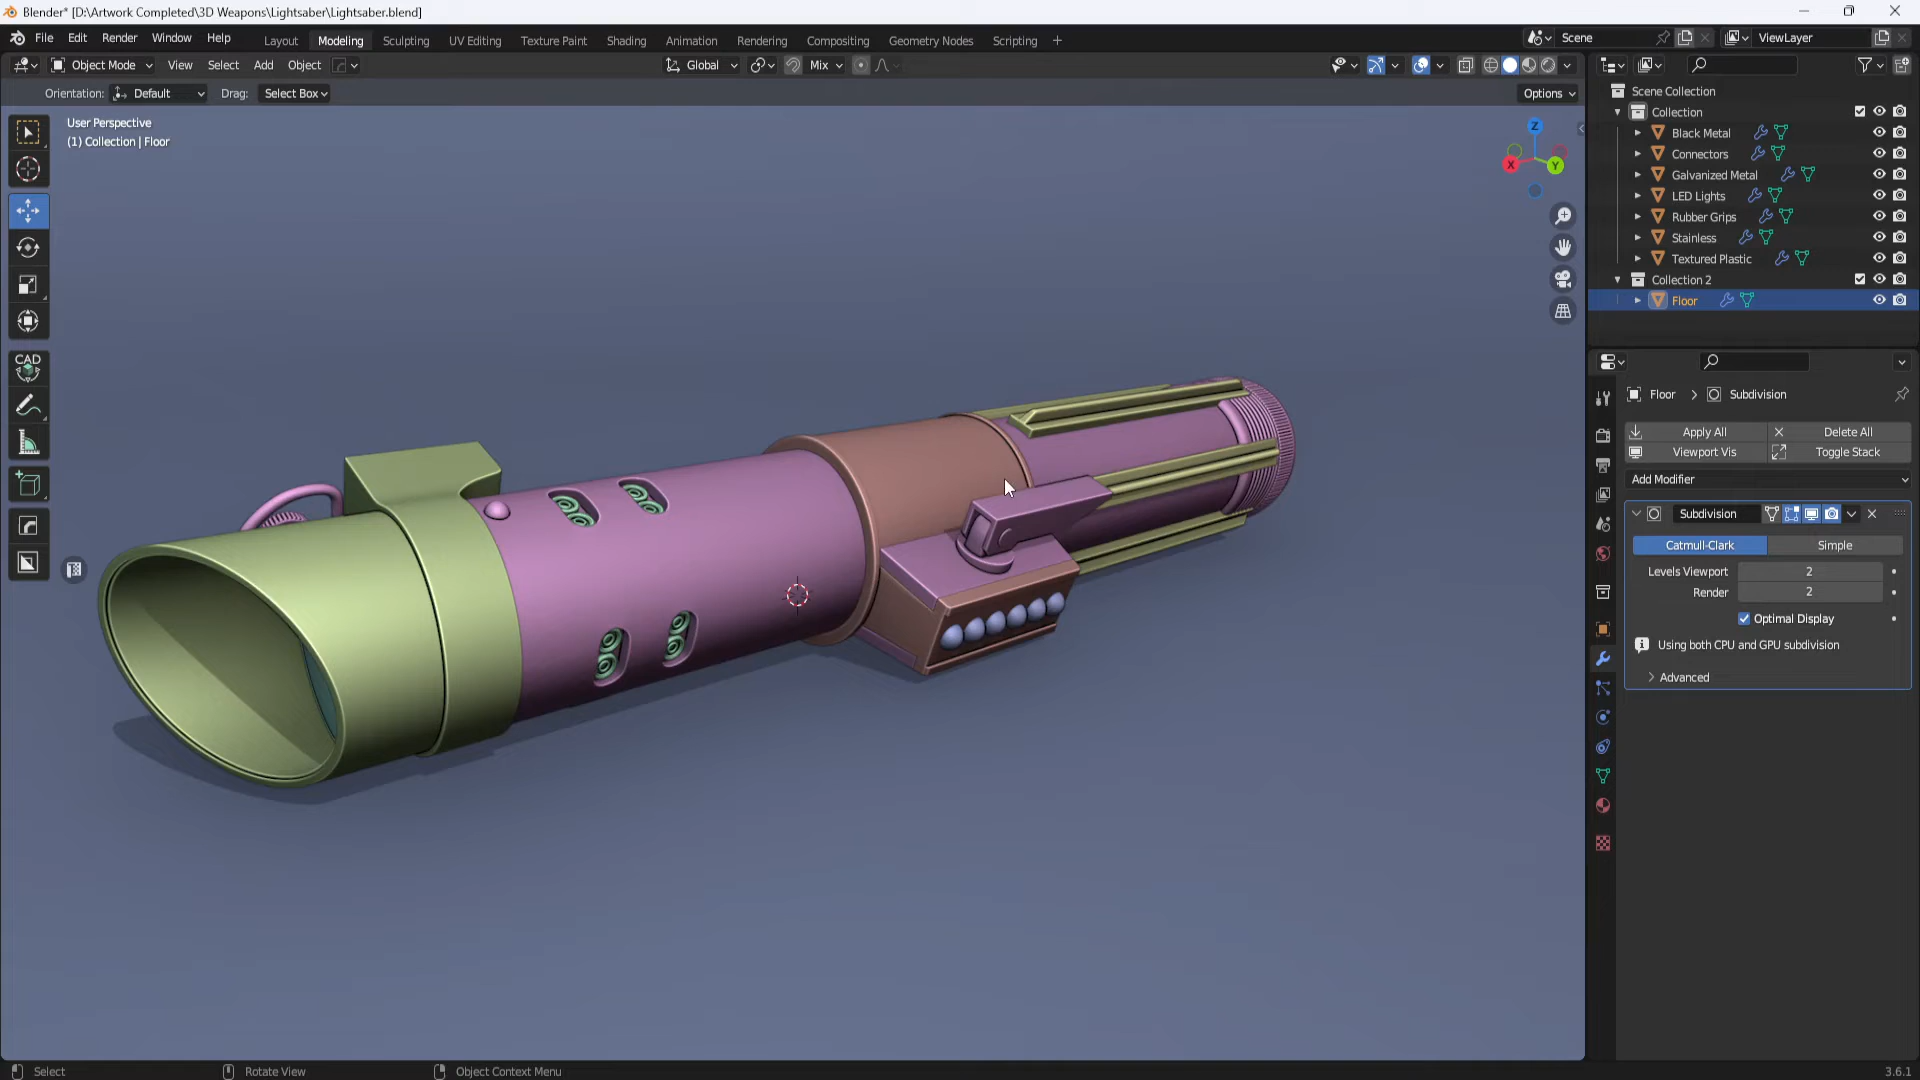 Blender* [D:\Artwork Completed\3D Weapons\Lightsaber\Lightsaber.blend]
File Edit Render Window Help Layout Modeling Sculpting UV Editing Texture Paint Shading Animation Rendering Compositing Geometry Nodes Scripting + Scene ViewLayer
Object Mode View Select Add Object Global Mix
Orientation: Default Drag: Select Box Options
User Perspective
(1) Collection | Floor
Z
X
Y
CAD
Scene Collection
Collection
Black Metal
Connectors
Galvanized Metal
LED Lights
Rubber Grips
Stainless
Textured Plastic
Collection 2
Floor
Floor > Subdivision
Apply All Delete All
Viewport Vis Toggle Stack
Add Modifier
Subdivision
Catmull-Clark Simple
Levels Viewport 2
Render 2
Optimal Display
Using both CPU and GPU subdivision
Advanced
Select Rotate View Object Context Menu 3.6.1